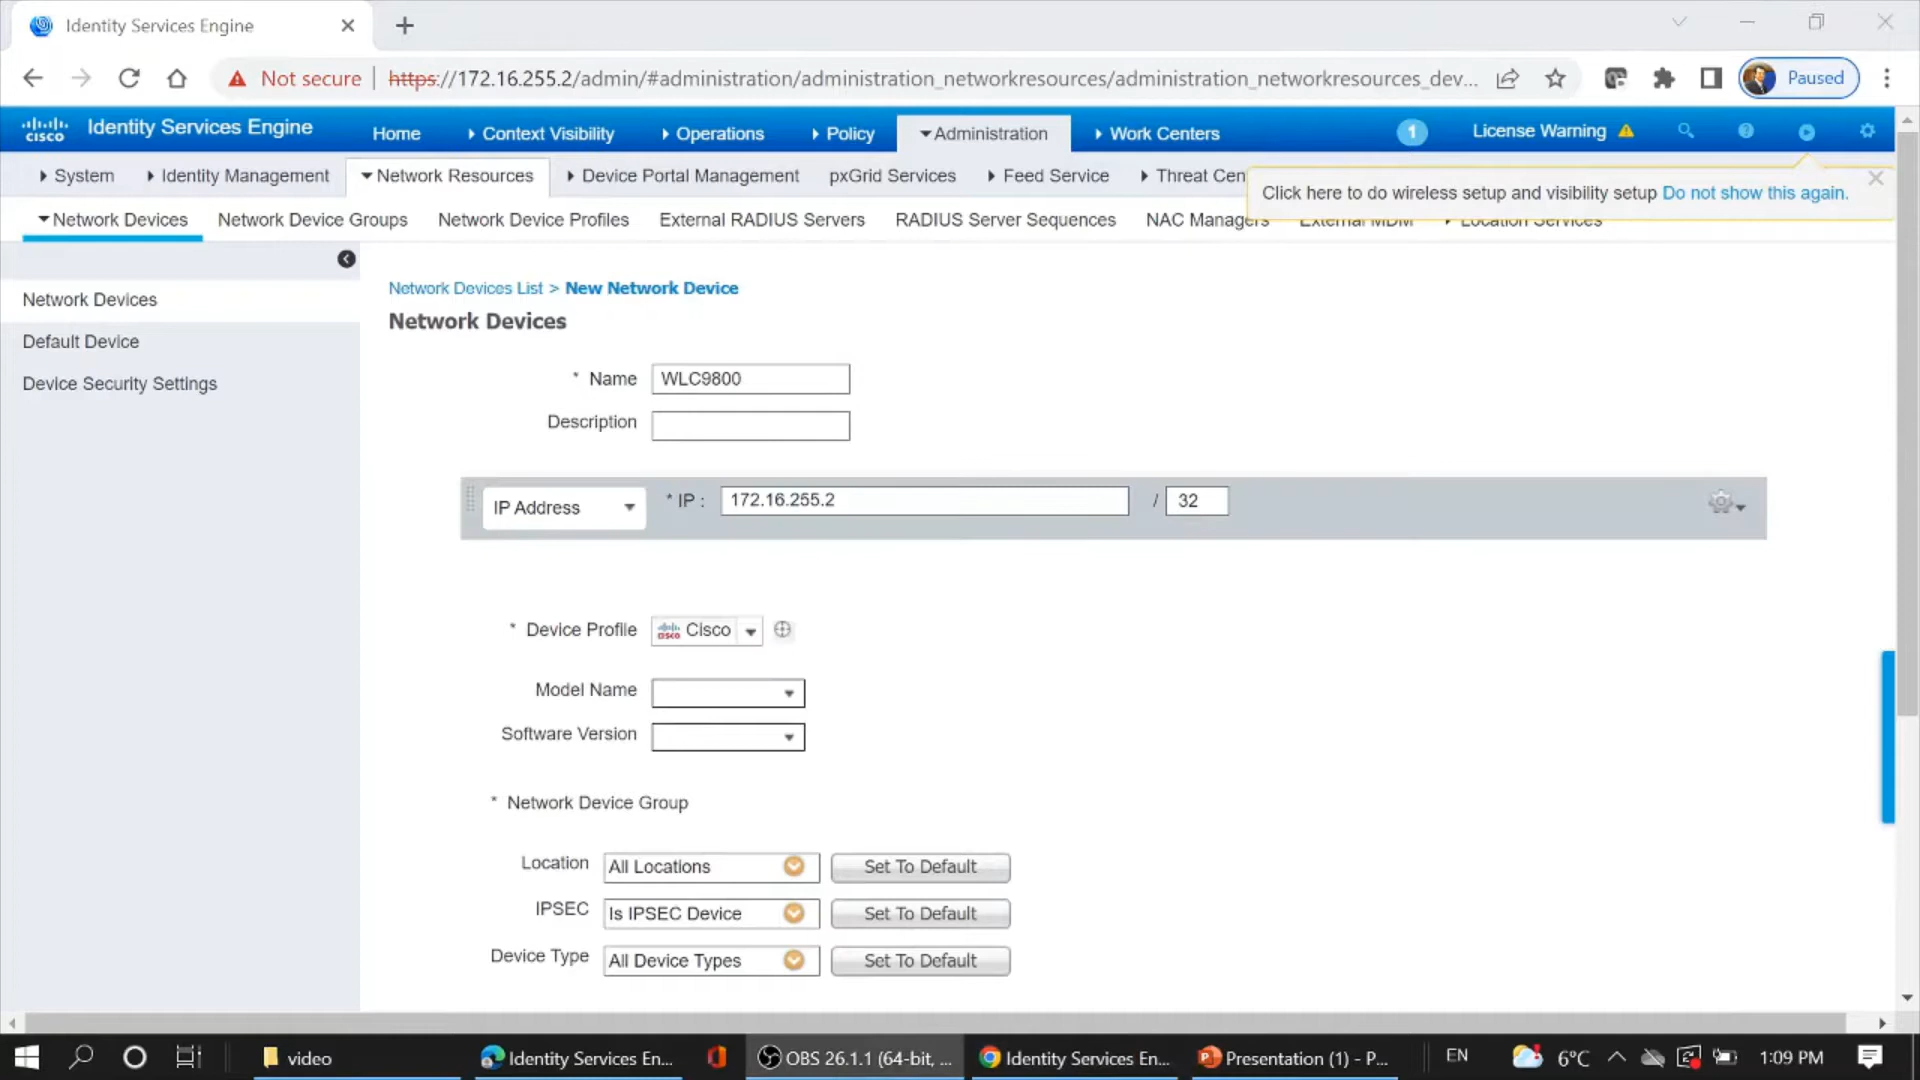 Identity Services Engine
Not secure https://172.16.255.2/admin/#administration/administration_networkresources/administration_networkresources_dev... Paused
CISCO Identity Services Engine Home Context Visibility Operations Policy Administration Work Centers 1 License Warning
System Identity Management Network Resources Device Portal Management pxGrid Services Feed Service Threat Cen
Click here to do wireless setup and visibility setup Do not show this again.
Network Devices Network Device Groups Network Device Profiles External RADIUS Servers RADIUS Server Sequences NAC Managers External MDM Location Services
Network Devices
Default Device
Device Security Settings
Network Devices List > New Network Device
Network Devices
* Name WLC9800
Description
IP Address * IP : 172.16.255.2 / 32
* Device Profile CISCO Cisco
Model Name
Software Version
* Network Device Group
Location All Locations Set To Default
IPSEC Is IPSEC Device Set To Default
Device Type All Device Types Set To Default
video Identity Services En... OBS 26.1.1 (64-bit, ... Identity Services En... Presentation (1) - P... EN 6°C 1:09 PM